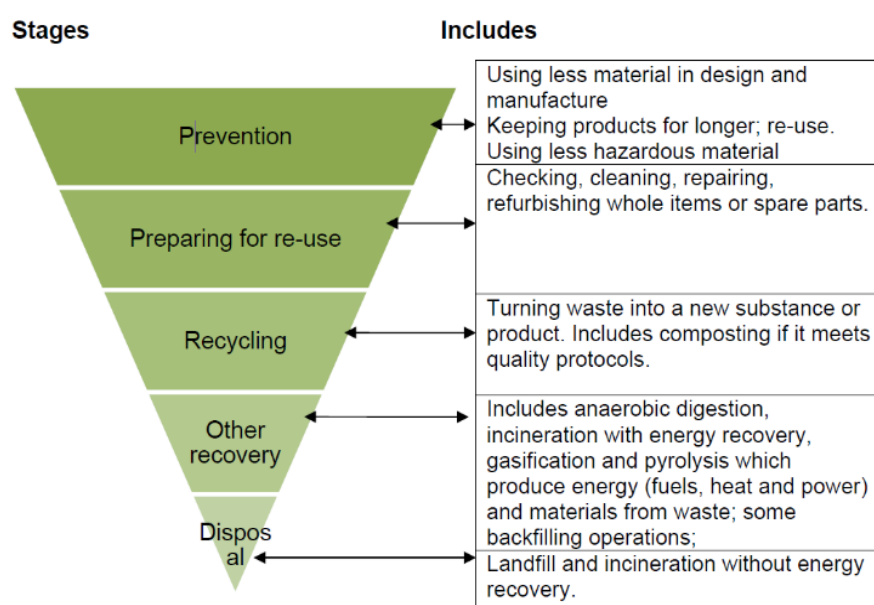 Stages
Includes
Prevention
Using less material in design and
manufacture
Keeping products for longer; re-use.
Using less hazardous material
Preparing for re-use
Checking, cleaning, repairing,
refurbishing whole items or spare parts.
Recycling
Turning waste into a new substance or
product. Includes composting if it meets
quality protocols.
Other
recovery
Includes anaerobic digestion,
incineration with energy recovery,
gasification and pyrolysis which
produce energy (fuels, heat and power)
and materials from waste; some
backfilling operations;
Dispos
al
Landfill and incineration without energy
recovery.